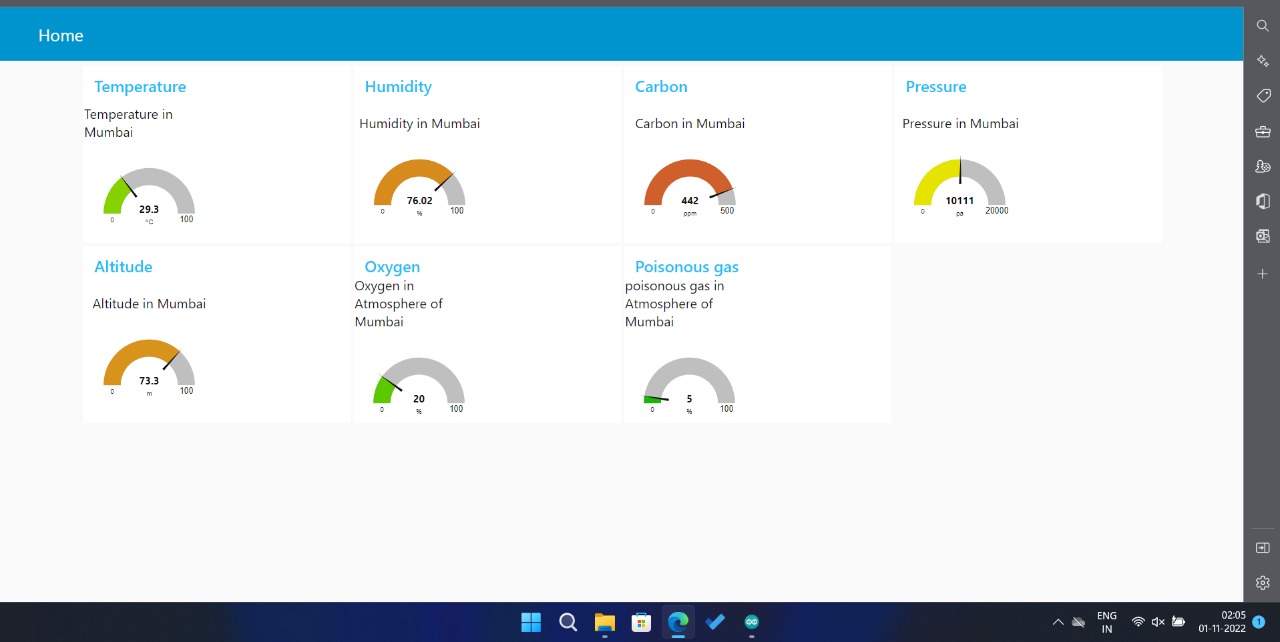 Home
Temperature
Temperature in
Mumbai
29.3
0
°C
100
Humidity
Humidity in Mumbai
76.02
0
%
100
Carbon
Carbon in Mumbai
442
0
ppm
500
Pressure
Pressure in Mumbai
10111
0
pa
20000
Altitude
Altitude in Mumbai
73.3
0
m
100
Oxygen
Oxygen in
Atmosphere of
Mumbai
20
0
%
100
Poisonous gas
poisonous gas in
Atmosphere of
Mumbai
5
0
%
100
ENG
IN
02:05
01-11-2022
1